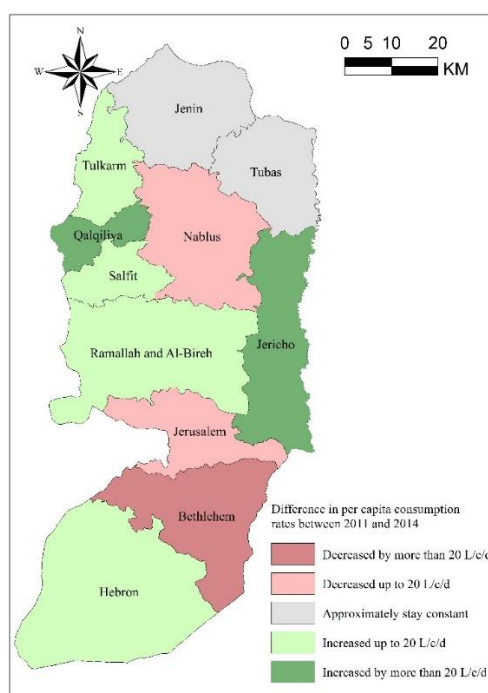 N
W E
S
0 5 10 20
KM
Jenin
Tubas
Tulkarm
Qalqiliya
Nablus
Salfit
Jericho
Ramallah and Al-Bireh
Jerusalem
Bethlehem
Hebron
Difference in per capita consumption
rates between 2011 and 2014
Decreased by more than 20 L/c/d
Decreased up to 20 L/c/d
Approximately stay constant
Increased up to 20 L/c/d
Increased by more than 20 L/c/d